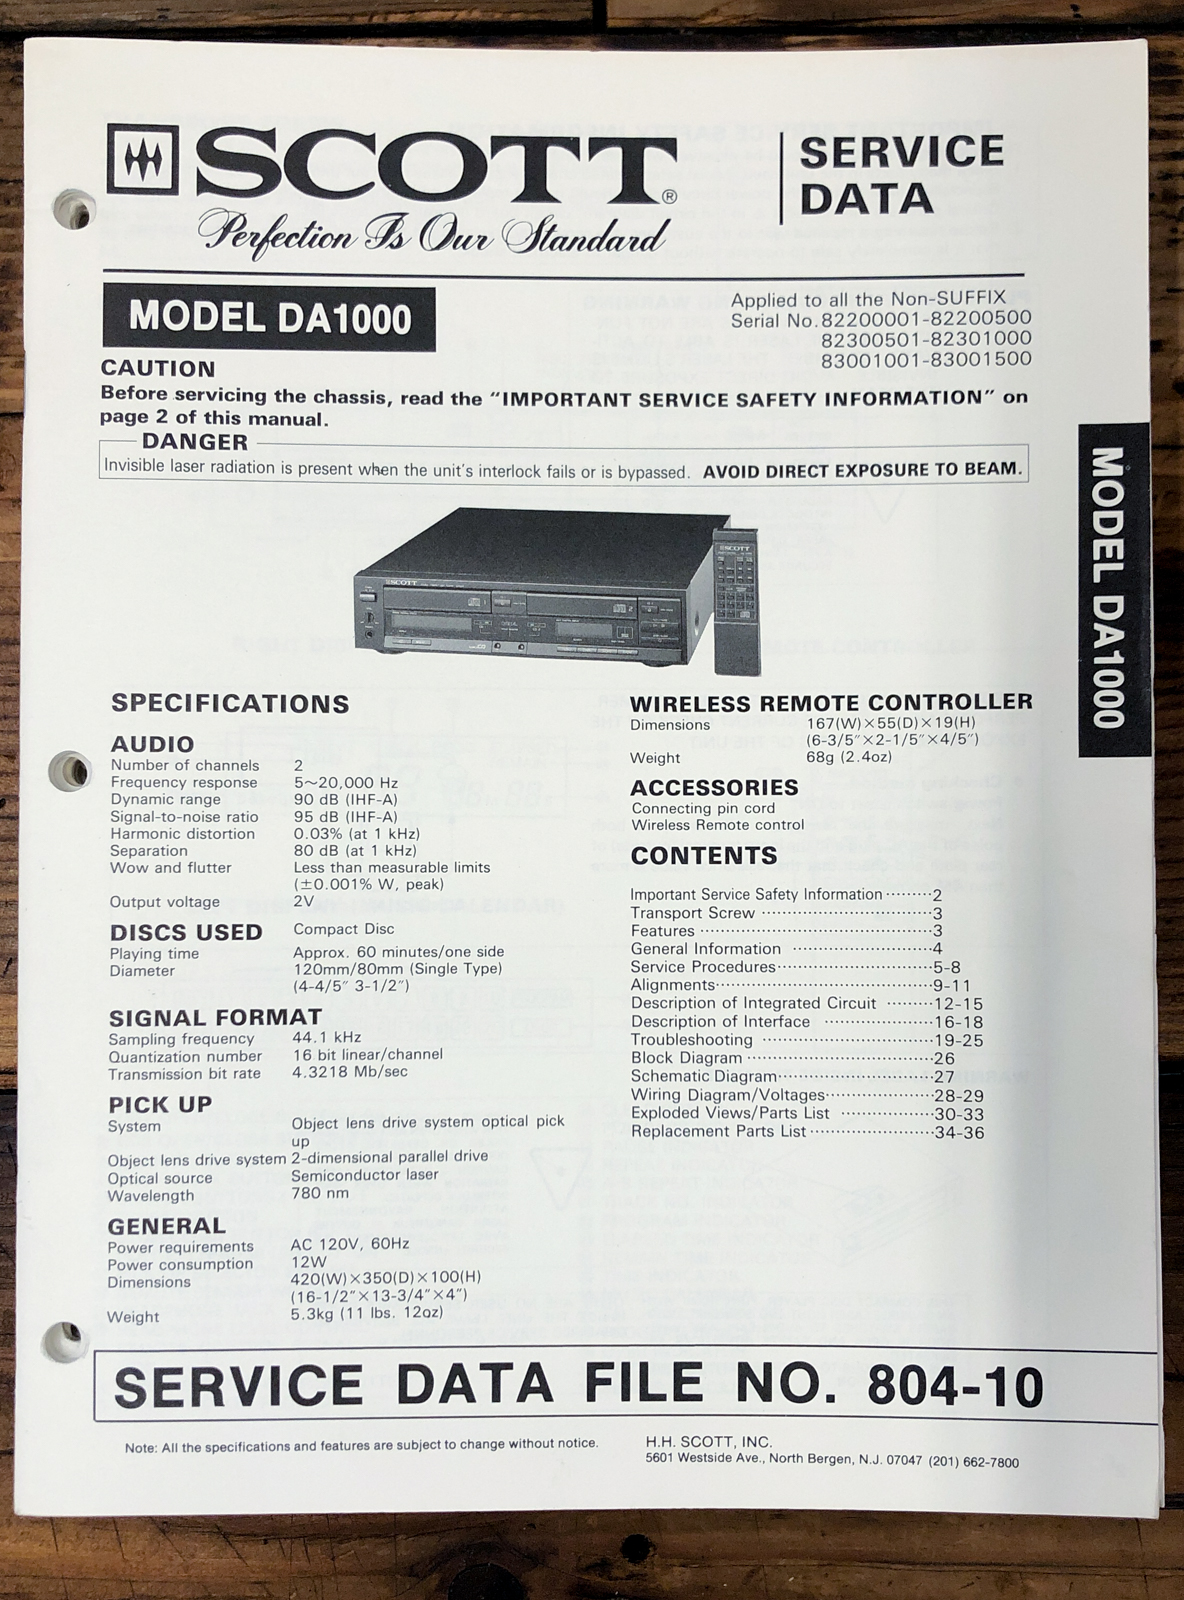 SCOTT®
Perfection Is Our Standard
SERVICE
DATA
MODEL DA1000
Applied to all the Non-SUFFIX
Serial No.82200001-82200500
82300501-82301000
83001001-83001500
CAUTION
Before servicing the chassis, read the “IMPORTANT SERVICE SAFETY INFORMATION” on
page 2 of this manual.
DANGER
Invisible laser radiation is present when the unit's interlock fails or is bypassed. AVOID DIRECT EXPOSURE TO BEAM.
MODEL DA1000
SCOTT
SCOTT
SPECIFICATIONS
AUDIO
Number of channels 2
Frequency response 5~20,000 Hz
Dynamic range 90 dB (IHF-A)
Signal-to-noise ratio 95 dB (IHF-A)
Harmonic distortion 0.03% (at 1 kHz)
Separation 80 dB (at 1 kHz)
Wow and flutter Less than measurable limits
(±0.001% W, peak)
Output voltage 2V
DISCS USED Compact Disc
Playing time Approx. 60 minutes/one side
Diameter 120mm/80mm (Single Type)
(4-4/5″ 3-1/2″)
SIGNAL FORMAT
Sampling frequency 44.1 kHz
Quantization number 16 bit linear/channel
Transmission bit rate 4.3218 Mb/sec
PICK UP
System Object lens drive system optical pick
up
Object lens drive system 2-dimensional parallel drive
Optical source Semiconductor laser
Wavelength 780 nm
GENERAL
Power requirements AC 120V, 60Hz
Power consumption 12W
Dimensions 420(W)×350(D)×100(H)
(16-1/2″×13-3/4″×4″)
Weight 5.3kg (11 lbs. 12oz)
WIRELESS REMOTE CONTROLLER
Dimensions 167(W)×55(D)×19(H)
(6-3/5″×2-1/5″×4/5″)
Weight 68g (2.4oz)
ACCESSORIES
Connecting pin cord
Wireless Remote control
CONTENTS
Important Service Safety Information ········2
Transport Screw ······························3
Features ·········································3
General Information ·························4
Service Procedures····························5-8
Alignments·······································9-11
Description of Integrated Circuit ·········12-15
Description of Interface ····················16-18
Troubleshooting ······························19-25
Block Diagram ·································26
Schematic Diagram····························27
Wiring Diagram/Voltages···················28-29
Exploded Views/Parts List ················30-33
Replacement Parts List ······················34-36
SERVICE DATA FILE NO. 804-10
Note: All the specifications and features are subject to change without notice.
H.H. SCOTT, INC.
5601 Westside Ave., North Bergen, N.J. 07047 (201) 662-7800